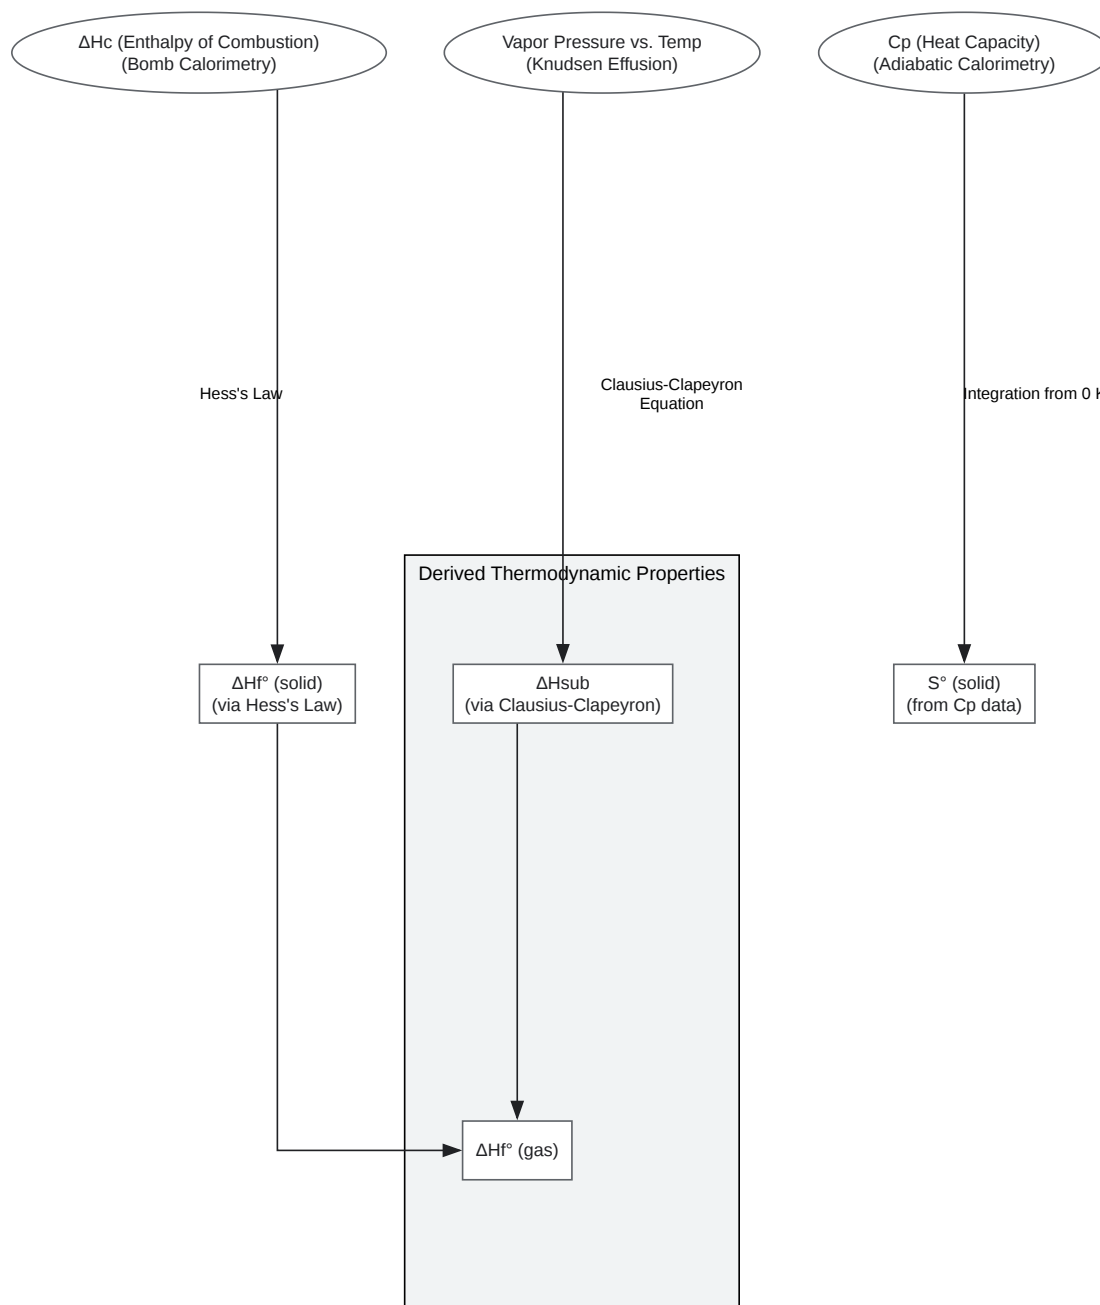 ΔHc (Enthalpy of Combustion)
(Bomb Calorimetry)
Vapor Pressure vs. Temp
(Knudsen Effusion)
Cp (Heat Capacity)
(Adiabatic Calorimetry)
Hess's Law
Clausius-Clapeyron
Equation
Integration from 0 K
Derived Thermodynamic Properties
ΔHf° (solid)
(via Hess's Law)
ΔHsub
(via Clausius-Clapeyron)
S° (solid)
(from Cp data)
ΔHf° (gas)